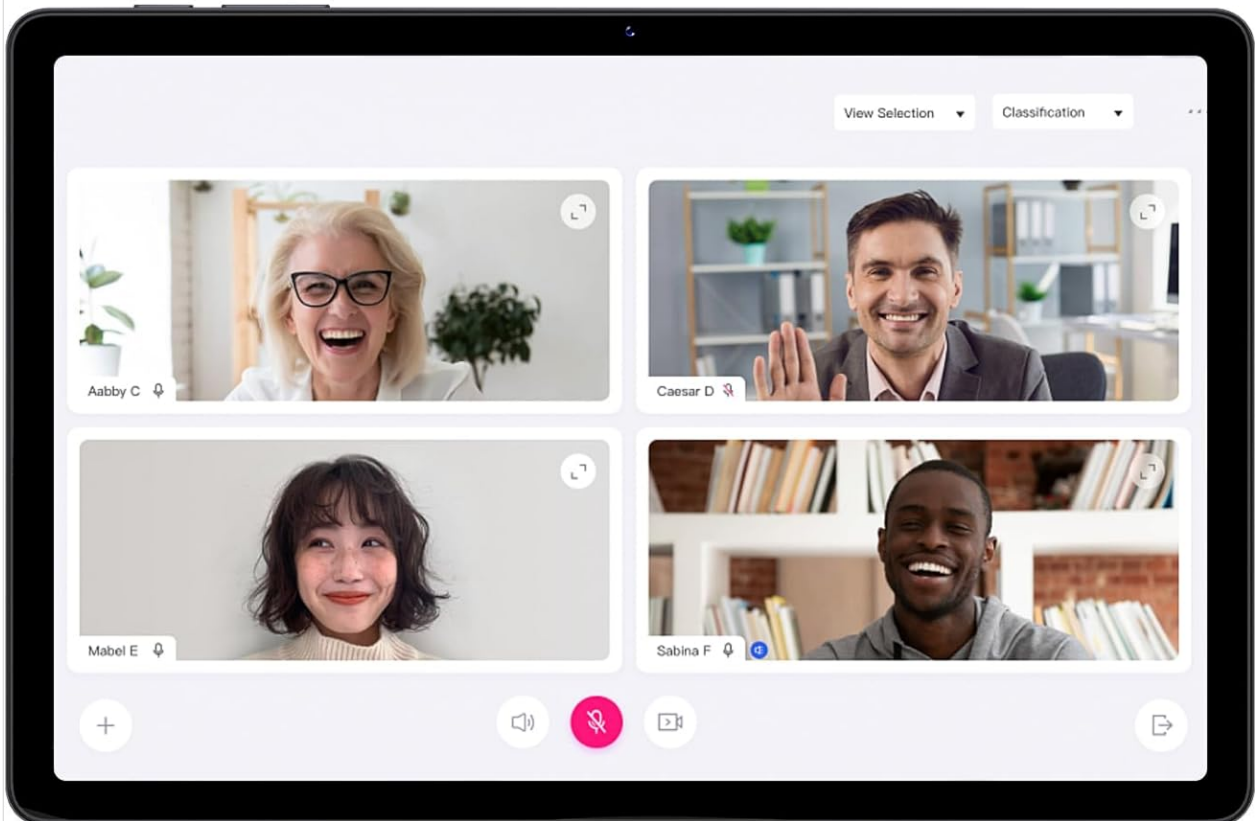 View Selection
Classification
Aabby C
Caesar D
Mabel E
Sabina F